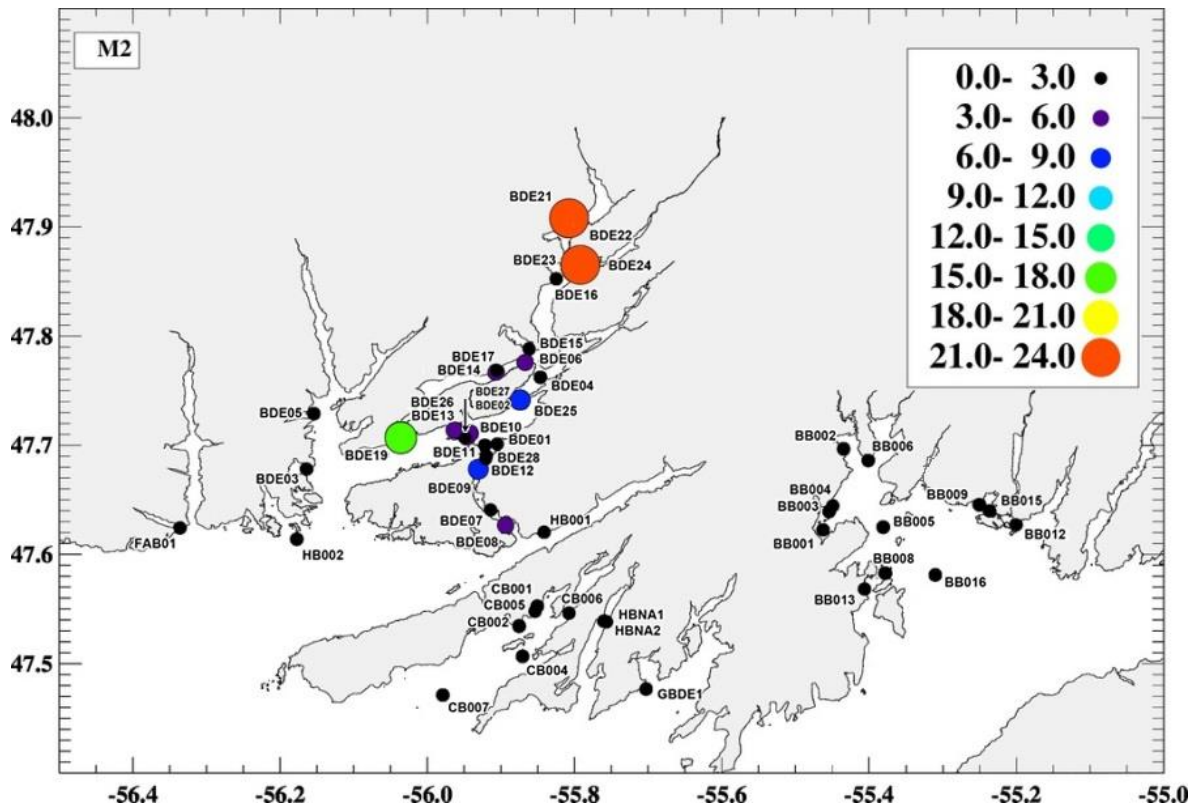 M2
0.0- 3.0
3.0- 6.0
6.0- 9.0
9.0- 12.0
12.0- 15.0
15.0- 18.0
18.0- 21.0
21.0- 24.0
48.0
47.9
47.8
47.7
47.6
47.5
BDE21
BDE22
BDE23
BDE24
BDE16
BDE15
BDE17
BDE06
BDE14
BDE04
BDE27
BDE26
BDE02
BDE25
BDE13
BDE05
BDE10
BDE01
BDE19
BDE11
BDE28
BDE12
BDE03
BDE09
BDE07
HB001
BDE08
FAB01
HB002
BB002
BB006
BB004
BB009
BB015
BB003
BB005
BB012
BB001
BB008
BB016
BB013
CB001
CB006
CB005
HBNA1
CB002
HBNA2
CB004
GBDE1
CB007
-56.4
-56.2
-56.0
-55.8
-55.6
-55.4
-55.2
-55.0